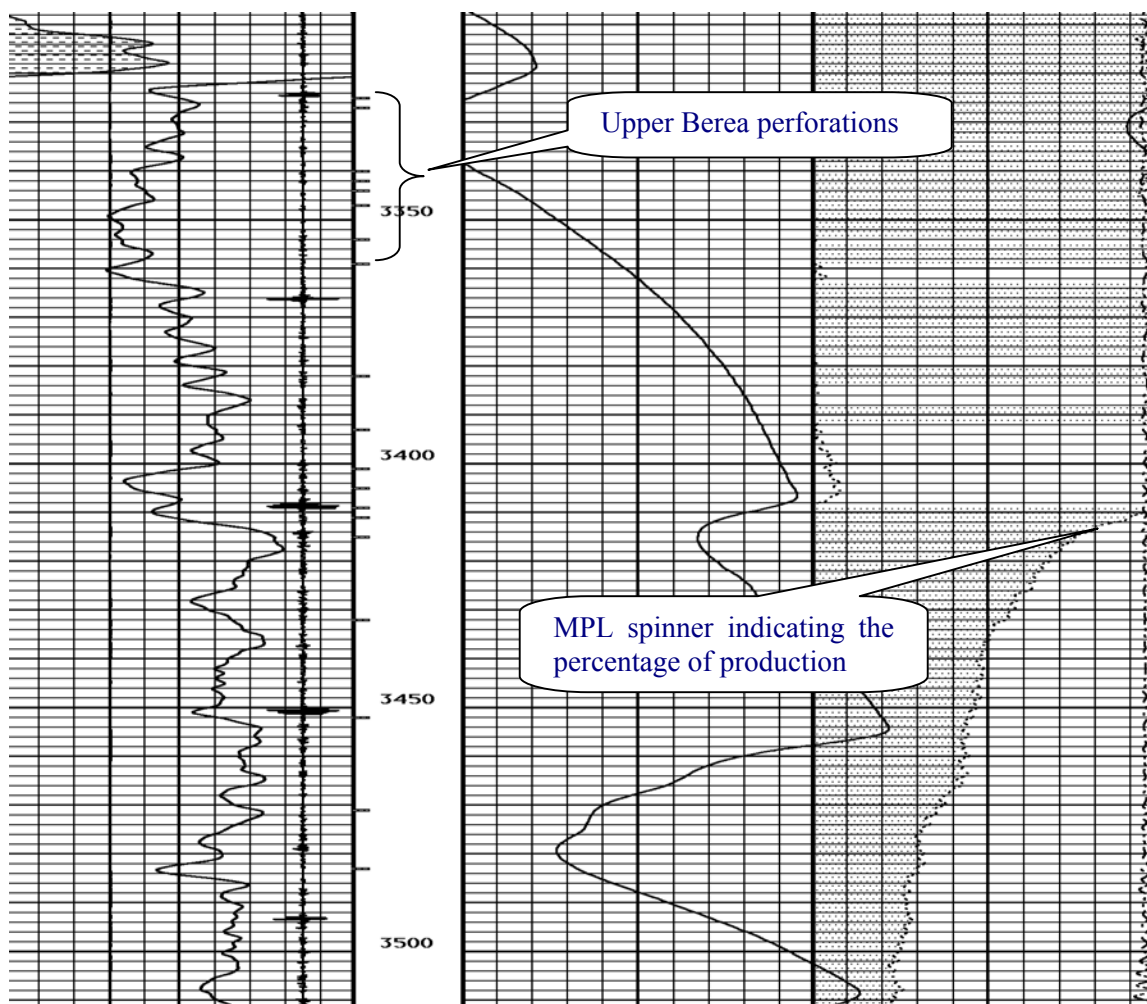 Upper Berea perforations
3350
3400
MPL spinner indicating the
percentage of production
3450
3500